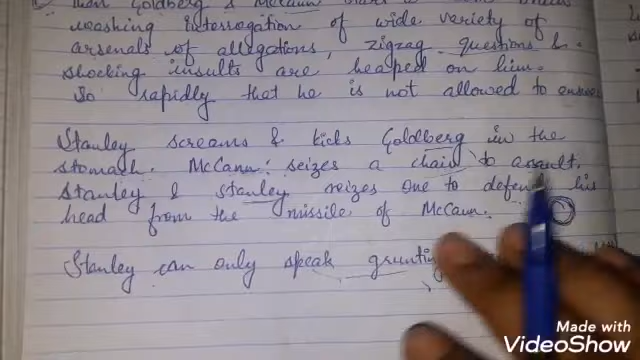 Then Goldberg & McCann
washing interrogation of wide variety of
arsenals of allegations, zigzag questions &
shocking insults are heaped on him.
So rapidly that he is not allowed to answer
Stanley screams & kicks Goldberg in the
stomach. McCann: seizes a chair to assault.
Stanley & stanley seizes one to defend his
head from the missile of McCann.
Stanley can only speak grunting
Made with
VideoShow